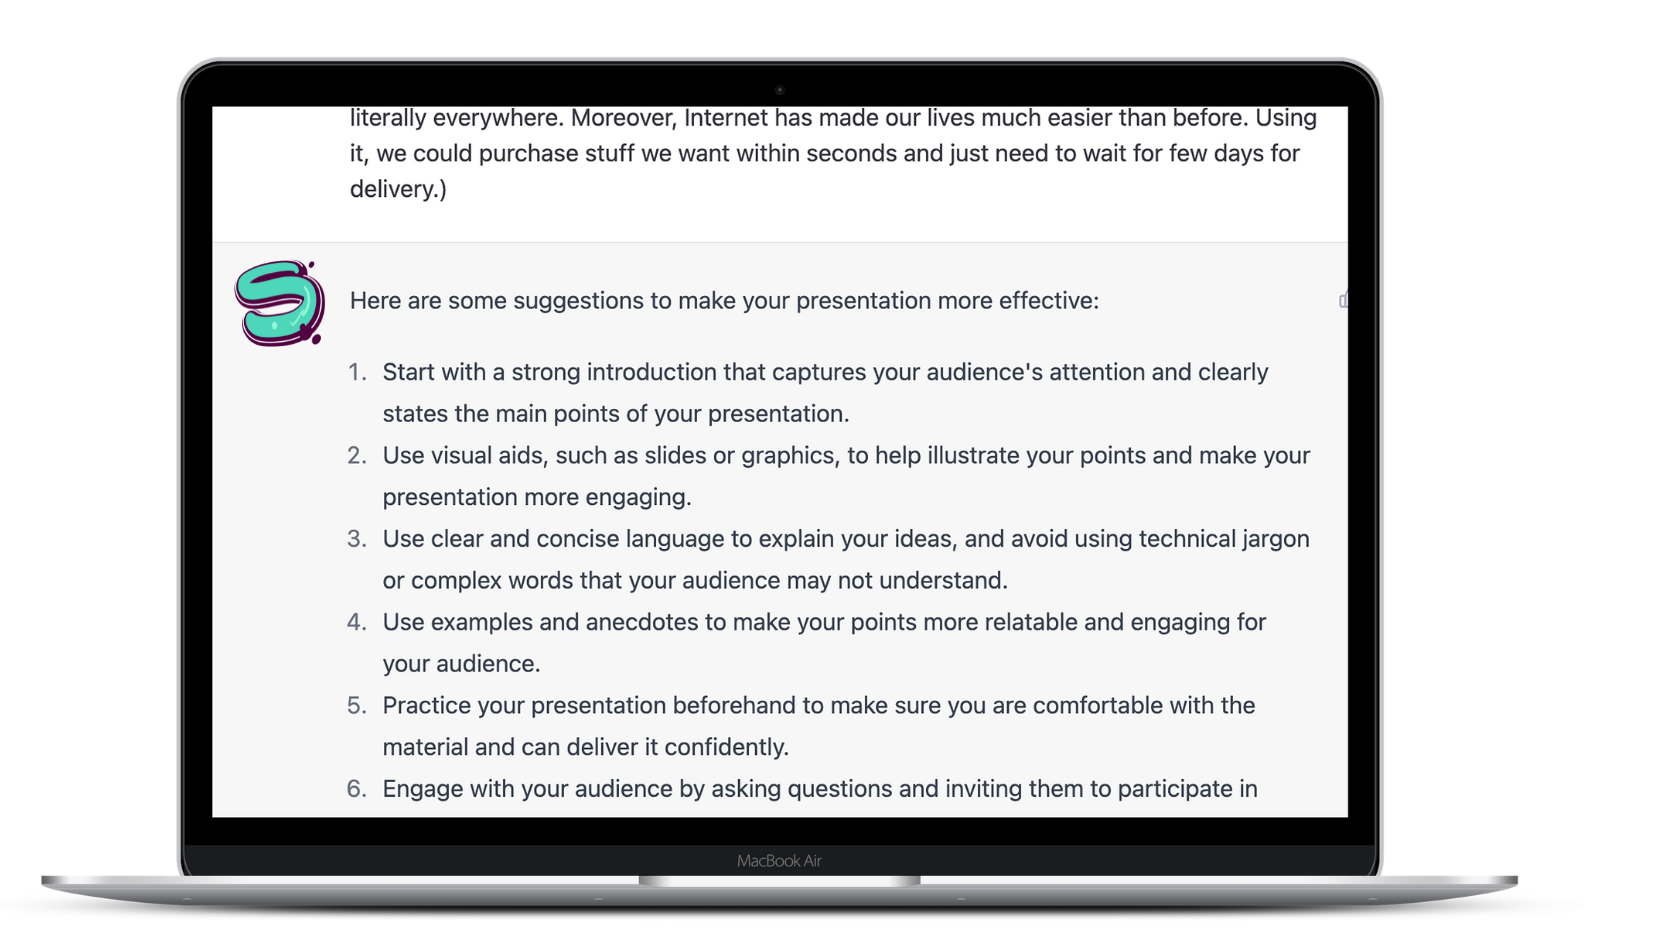 literally everywhere. Moreover, Internet has made our lives much easier than before. Using
it, we could purchase stuff we want within seconds and just need to wait for few days for
delivery.)
Here are some suggestions to make your presentation more effective:
1. Start with a strong introduction that captures your audience's attention and clearly
states the main points of your presentation.
2. Use visual aids, such as slides or graphics, to help illustrate your points and make your
presentation more engaging.
3. Use clear and concise language to explain your ideas, and avoid using technical jargon
or complex words that your audience may not understand.
4. Use examples and anecdotes to make your points more relatable and engaging for
your audience.
5. Practice your presentation beforehand to make sure you are comfortable with the
material and can deliver it confidently.
6. Engage with your audience by asking questions and inviting them to participate in
MacBook Air